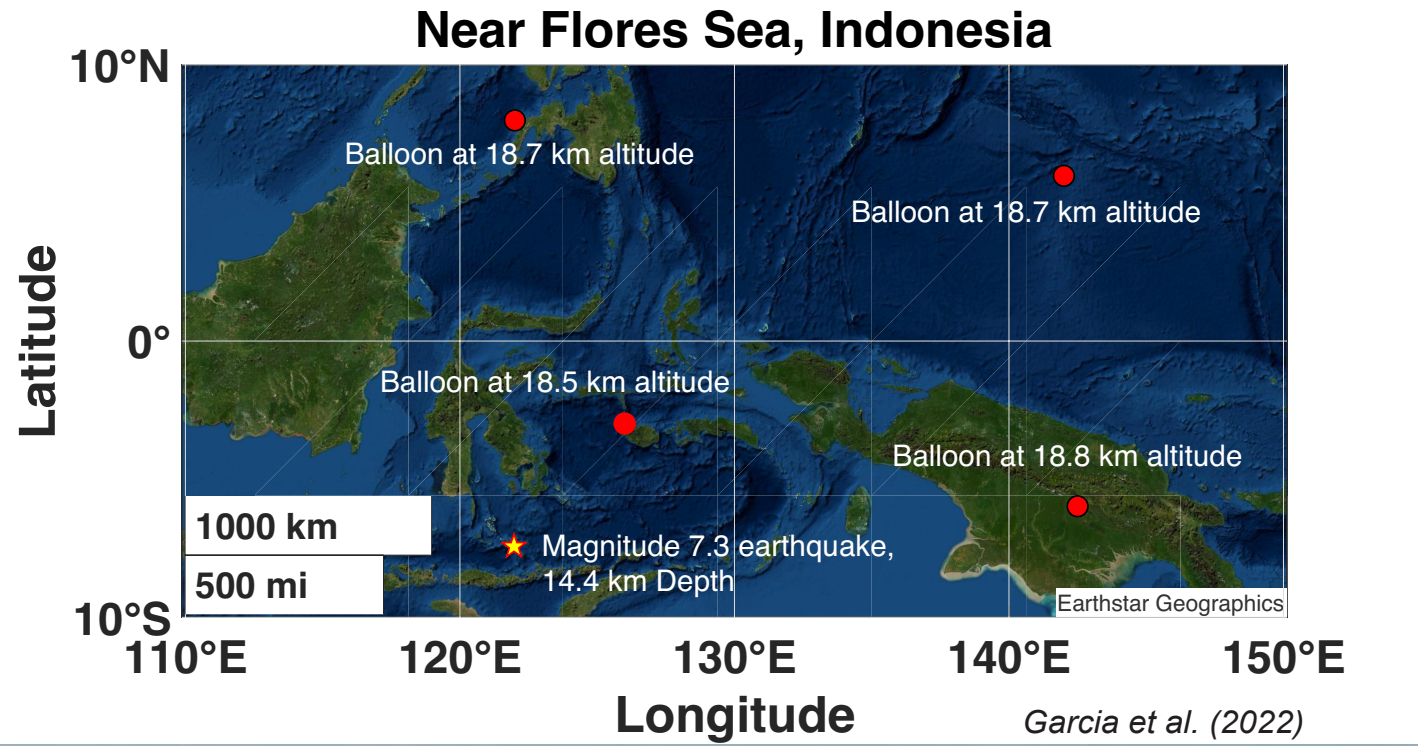 Near Flores Sea, Indonesia
10°N
Balloon at 18.7 km altitude
Balloon at 18.7 km altitude
Latitude
0°
Balloon at 18.5 km altitude
Balloon at 18.8 km altitude
1000 km
Magnitude 7.3 earthquake,
14.4 km Depth
500 mi
Earthstar Geographics
10°S
110°E 120°E 130°E 140°E 150°E
Longitude
Garcia et al. (2022)